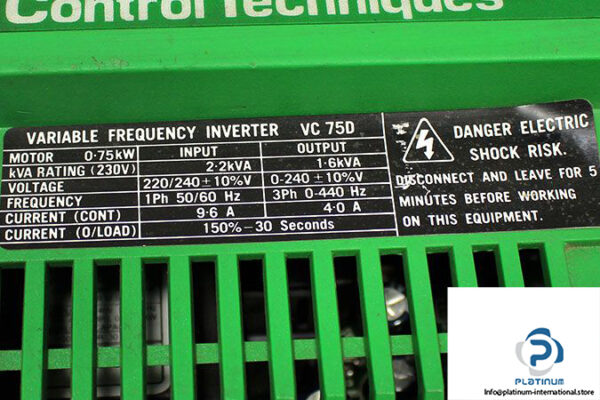 Control Techniques
VARIABLE FREQUENCY INVERTER VC 75D
MOTOR 0·75kW INPUT OUTPUT
kVA RATING (230V) 2·2kVA 1·6kVA
VOLTAGE 220/240 ± 10%V 0-240 ± 10%V
FREQUENCY 1Ph 50/60 Hz 3Ph 0-440 Hz
CURRENT (CONT) 9·6 A 4·0 A
CURRENT (O/LOAD) 150% - 30 Seconds
DANGER ELECTRIC
SHOCK RISK.
DISCONNECT AND LEAVE FOR 5
MINUTES BEFORE WORKING
ON THIS EQUIPMENT.
PLATINUM
Info@platinum-international.store